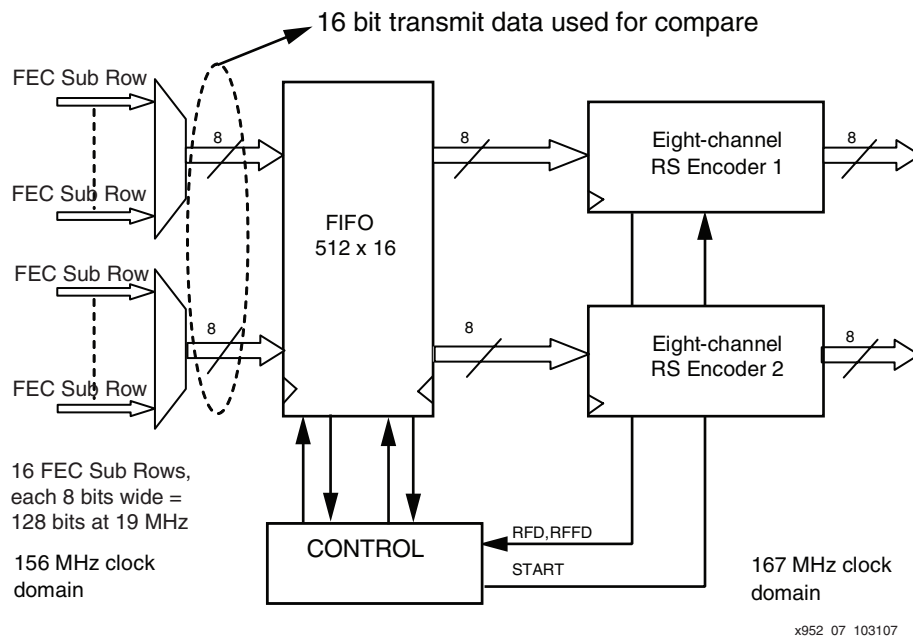 16 bit transmit data used for compare
FEC Sub Row
FEC Sub Row
FEC Sub Row
FEC Sub Row
8
8
FIFO
512 x 16
8
8
Eight-channel
RS Encoder 1
8
Eight-channel
RS Encoder 2
8
16 FEC Sub Rows,
each 8 bits wide =
128 bits at 19 MHz
156 MHz clock
domain
CONTROL
RFD,RFFD
START
167 MHz clock
domain
x952_07_103107